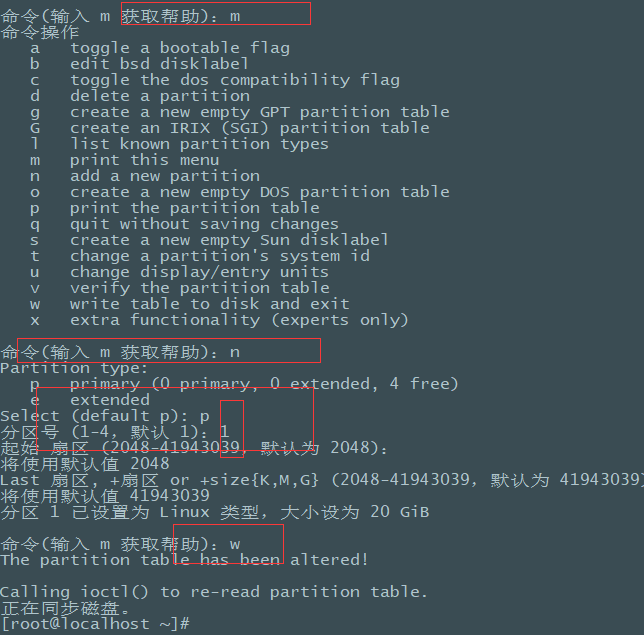 命令(输入 m 获取帮助)：m
命令操作
   a   toggle a bootable flag
   b   edit bsd disklabel
   c   toggle the dos compatibility flag
   d   delete a partition
   g   create a new empty GPT partition table
   G   create an IRIX (SGI) partition table
   l   list known partition types
   m   print this menu
   n   add a new partition
   o   create a new empty DOS partition table
   p   print the partition table
   q   quit without saving changes
   s   create a new empty Sun disklabel
   t   change a partition's system id
   u   change display/entry units
   v   verify the partition table
   w   write table to disk and exit
   x   extra functionality (experts only)
命令(输入 m 获取帮助)：n
Partition type:
   p   primary (0 primary, 0 extended, 4 free)
   e   extended
Select (default p): p
分区号 (1-4，默认 1)：1
起始 扇区 (2048-41943039，默认为 2048)：
将使用默认值 2048
Last 扇区, +扇区 or +size{K,M,G} (2048-41943039，默认为 41943039)
将使用默认值 41943039
分区 1 已设置为 Linux 类型，大小设为 20 GiB
命令(输入 m 获取帮助)：w
The partition table has been altered!
Calling ioctl() to re-read partition table.
正在同步磁盘。
[root@localhost ~]#